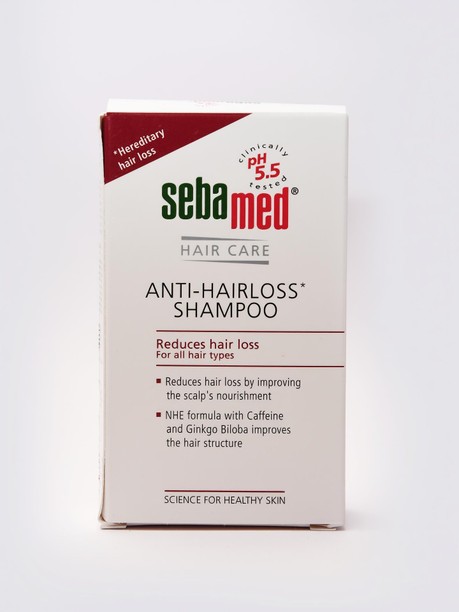 *Hereditary
hair loss
clinically
pH
5.5
tested
sebamed®
HAIR CARE
ANTI-HAIRLOSS*
SHAMPOO
Reduces hair loss
For all hair types
▪ Reduces hair loss by improving
the scalp's nourishment
▪ NHE formula with Caffeine
and Ginkgo Biloba improves
the hair structure
SCIENCE FOR HEALTHY SKIN